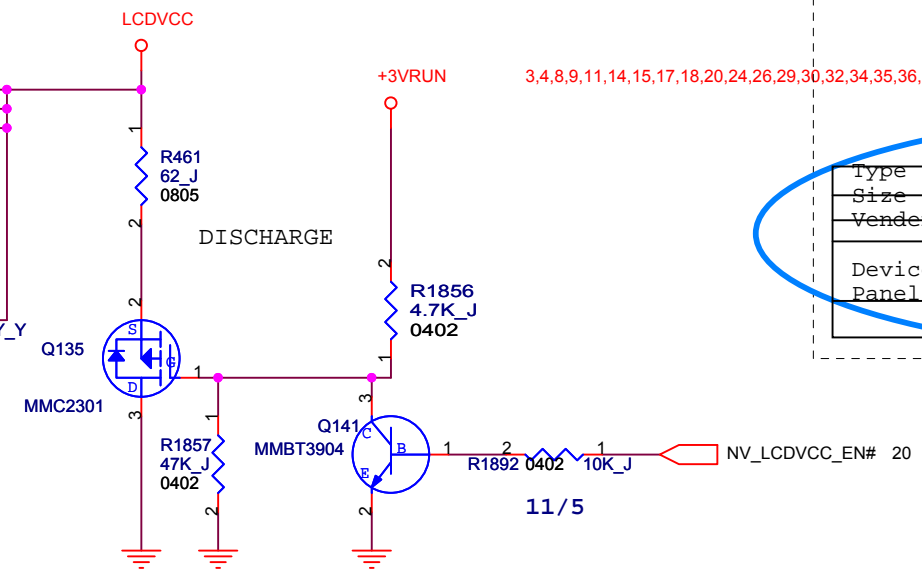 LCDVCC
+3VRUN
3,4,8,9,11,14,15,17,18,20,24,26,29,30,32,34,35,36,
1
R461
62_J
0805
2
DISCHARGE
Type
Size
Vende
Devic
Panel
2
R1856
4.7K_J
0402
1
2
S
G
D
Q135
1
MMC2301
3
Y_Y
1
R1857
47K_J
0402
2
3
Q141
MMBT3904
C
B
E
2
1
2
R1892
0402
1
10K_J
NV_LCDVCC_EN#
20
11/5